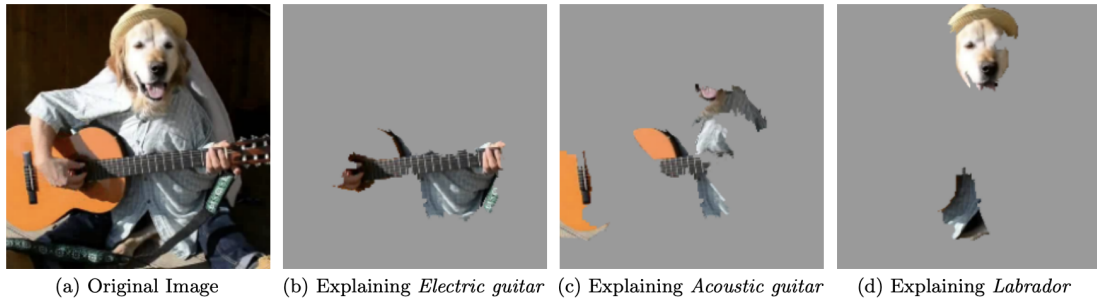 (a) Original Image
(b) Explaining Electric guitar
(c) Explaining Acoustic guitar
(d) Explaining Labrador